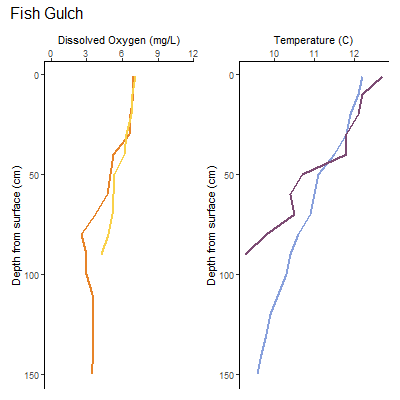 Fish Gulch
Dissolved Oxygen (mg/L)
0 3 6 9 12
Depth from surface (cm)
0
50
100
150
Temperature (C)
10 11 12
Depth from surface (cm)
0
50
100
150